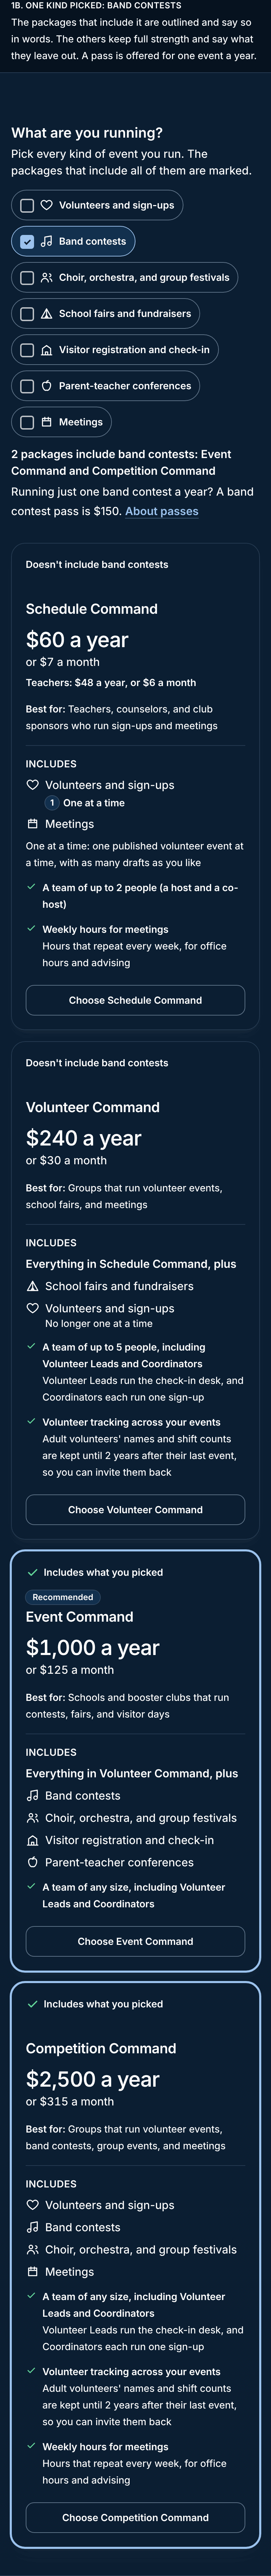 1B. ONE KIND PICKED: BAND CONTESTS
The packages that include it are outlined and say so
in words. The others keep full strength and say what
they leave out. A pass is offered for one event a year.
What are you running?
Pick every kind of event you run. The
packages that include all of them are marked.
Volunteers and sign-ups
Band contests
Choir, orchestra, and group festivals
School fairs and fundraisers
Visitor registration and check-in
Parent-teacher conferences
Meetings
2 packages include band contests: Event
Command and Competition Command
Running just one band contest a year? A band
contest pass is $150. About passes
Doesn't include band contests
Schedule Command
$60 a year
or $7 a month
Teachers: $48 a year, or $6 a month
Best for: Teachers, counselors, and club
sponsors who run sign-ups and meetings
INCLUDES
Volunteers and sign-ups
1 One at a time
Meetings
One at a time: one published volunteer event at
a time, with as many drafts as you like
A team of up to 2 people (a host and a co-
host)
Weekly hours for meetings
Hours that repeat every week, for office
hours and advising
Choose Schedule Command
Doesn't include band contests
Volunteer Command
$240 a year
or $30 a month
Best for: Groups that run volunteer events,
school fairs, and meetings
INCLUDES
Everything in Schedule Command, plus
School fairs and fundraisers
Volunteers and sign-ups
No longer one at a time
A team of up to 5 people, including
Volunteer Leads and Coordinators
Volunteer Leads run the check-in desk, and
Coordinators each run one sign-up
Volunteer tracking across your events
Adult volunteers' names and shift counts
are kept until 2 years after their last event,
so you can invite them back
Choose Volunteer Command
Includes what you picked
Recommended
Event Command
$1,000 a year
or $125 a month
Best for: Schools and booster clubs that run
contests, fairs, and visitor days
INCLUDES
Everything in Volunteer Command, plus
Band contests
Choir, orchestra, and group festivals
Visitor registration and check-in
Parent-teacher conferences
A team of any size, including Volunteer
Leads and Coordinators
Choose Event Command
Includes what you picked
Competition Command
$2,500 a year
or $315 a month
Best for: Groups that run volunteer events,
band contests, group events, and meetings
INCLUDES
Volunteers and sign-ups
Band contests
Choir, orchestra, and group festivals
Meetings
A team of any size, including Volunteer
Leads and Coordinators
Volunteer Leads run the check-in desk, and
Coordinators each run one sign-up
Volunteer tracking across your events
Adult volunteers' names and shift counts
are kept until 2 years after their last event,
so you can invite them back
Weekly hours for meetings
Hours that repeat every week, for office
hours and advising
Choose Competition Command